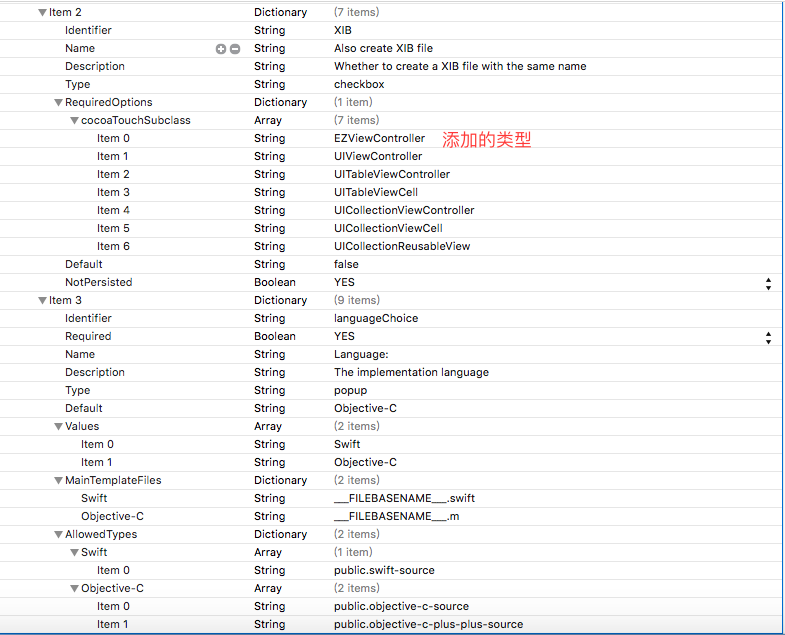 Item 2 Dictionary (7 items)
Identifier String XIB
Name String Also create XIB file
Description String Whether to create a XIB file with the same name
Type String checkbox
RequiredOptions Dictionary (1 item)
cocoaTouchSubclass Array (7 items)
Item 0 String EZViewController 添加的类型
Item 1 String UIViewController
Item 2 String UITableViewController
Item 3 String UITableViewCell
Item 4 String UICollectionViewController
Item 5 String UICollectionViewCell
Item 6 String UICollectionReusableView
Default String false
NotPersisted Boolean YES
Item 3 Dictionary (9 items)
Identifier String languageChoice
Required Boolean YES
Name String Language:
Description String The implementation language
Type String popup
Default String Objective-C
Values Array (2 items)
Item 0 String Swift
Item 1 String Objective-C
MainTemplateFiles Dictionary (2 items)
Swift String ___FILEBASENAME___.swift
Objective-C String ___FILEBASENAME___.m
AllowedTypes Dictionary (2 items)
Swift Array (1 item)
Item 0 String public.swift-source
Objective-C Array (2 items)
Item 0 String public.objective-c-source
Item 1 String public.objective-c-plus-plus-source